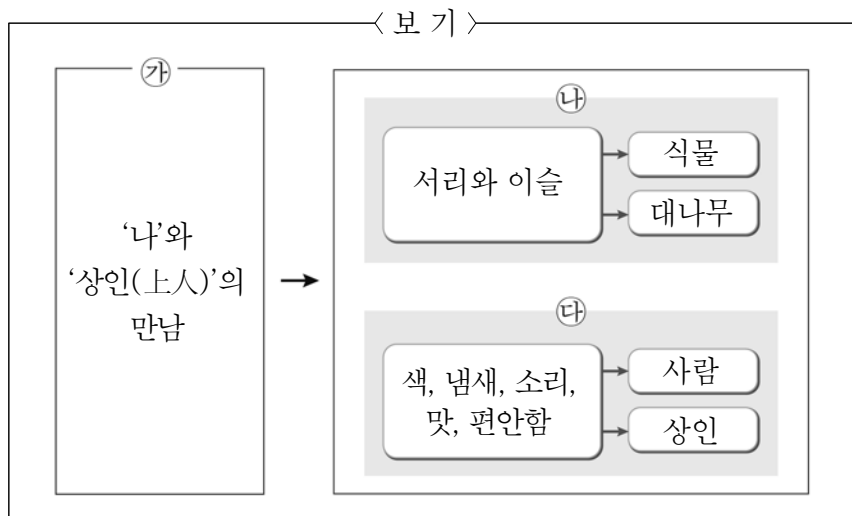 〈보 기〉
㉮
‘나’와
‘상인(上人)’의
만남
㉯
서리와 이슬
식물
대나무
㉰
색, 냄새, 소리,
맛, 편안함
사람
상인